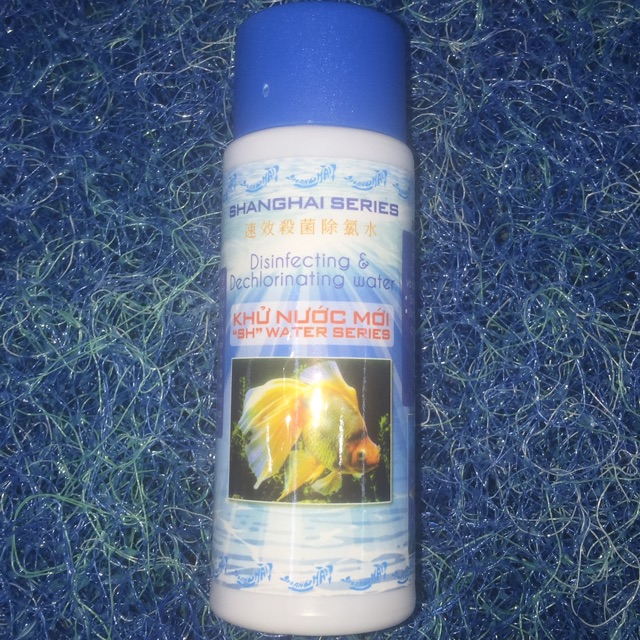 SHANGHAI SERIES
速效殺菌除氯水
Disinfecting &
Dechlorinating water
KHỬ NƯỚC MỚI
"SH" WATER SERIES